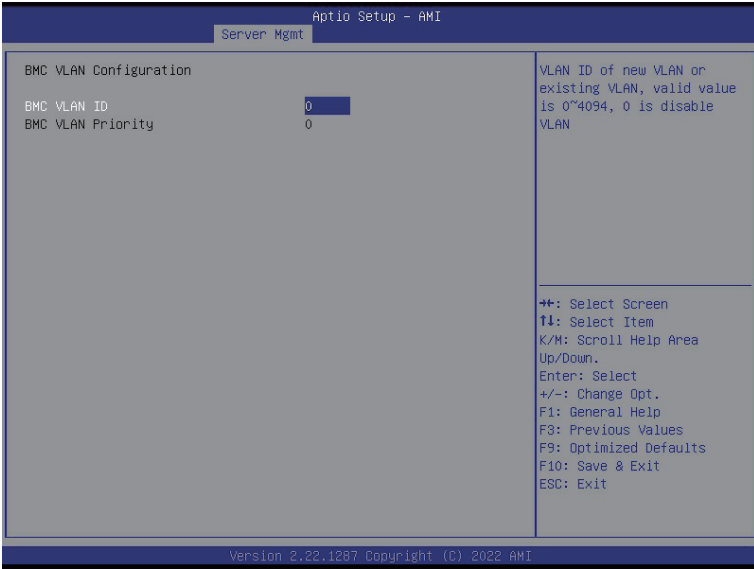 Aptio Setup – AMI
Server Mgmt
BMC VLAN Configuration
BMC VLAN ID 0
BMC VLAN Priority 0
VLAN ID of new VLAN or
existing VLAN, valid value
is 0~4094, 0 is disable
VLAN
→←: Select Screen
↑↓: Select Item
K/M: Scroll Help Area
Up/Down.
Enter: Select
+/-: Change Opt.
F1: General Help
F3: Previous Values
F9: Optimized Defaults
F10: Save & Exit
ESC: Exit
Version 2.22.1287 Copyright (C) 2022 AMI